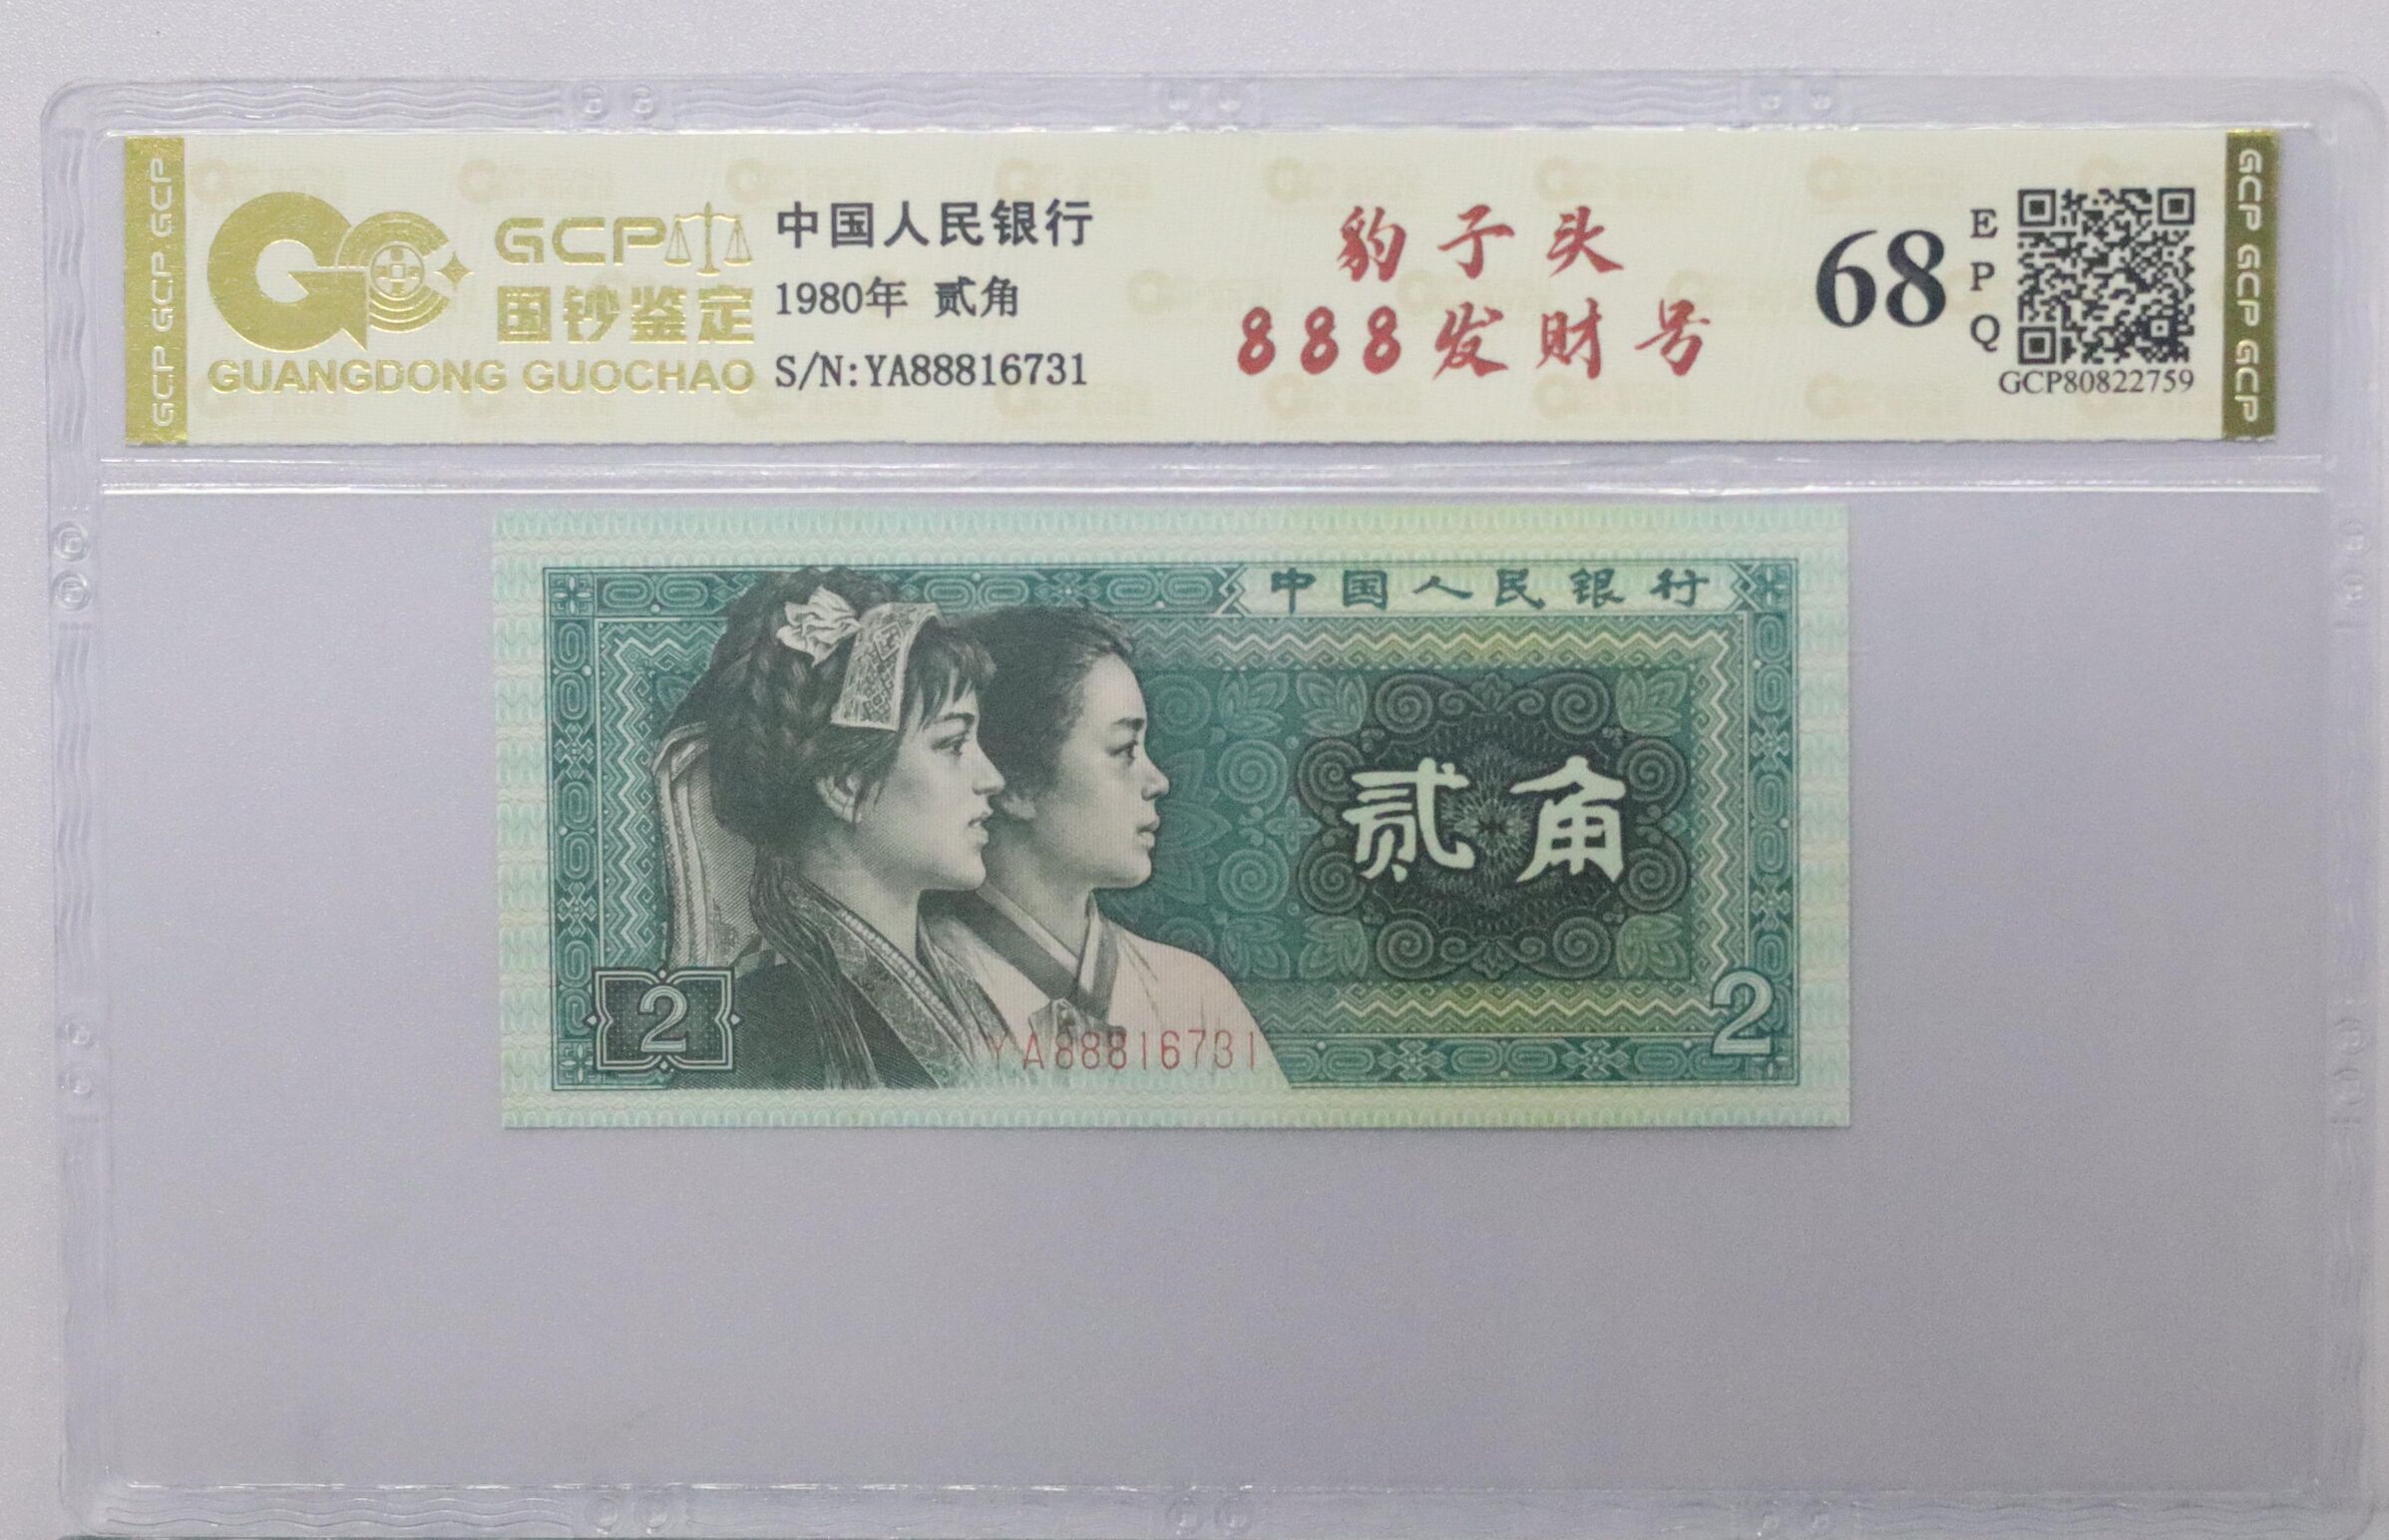 GCP GCP GCP
GCP
国钞鉴定
GUANGDONG GUOCHAO
中国人民银行
1980年 贰角
S/N:YA88816731
豹子头
888发财号
68
EPQ
GCP80822759
GCP GCP GCP
中国人民银行
贰角
2
YA88816731
2